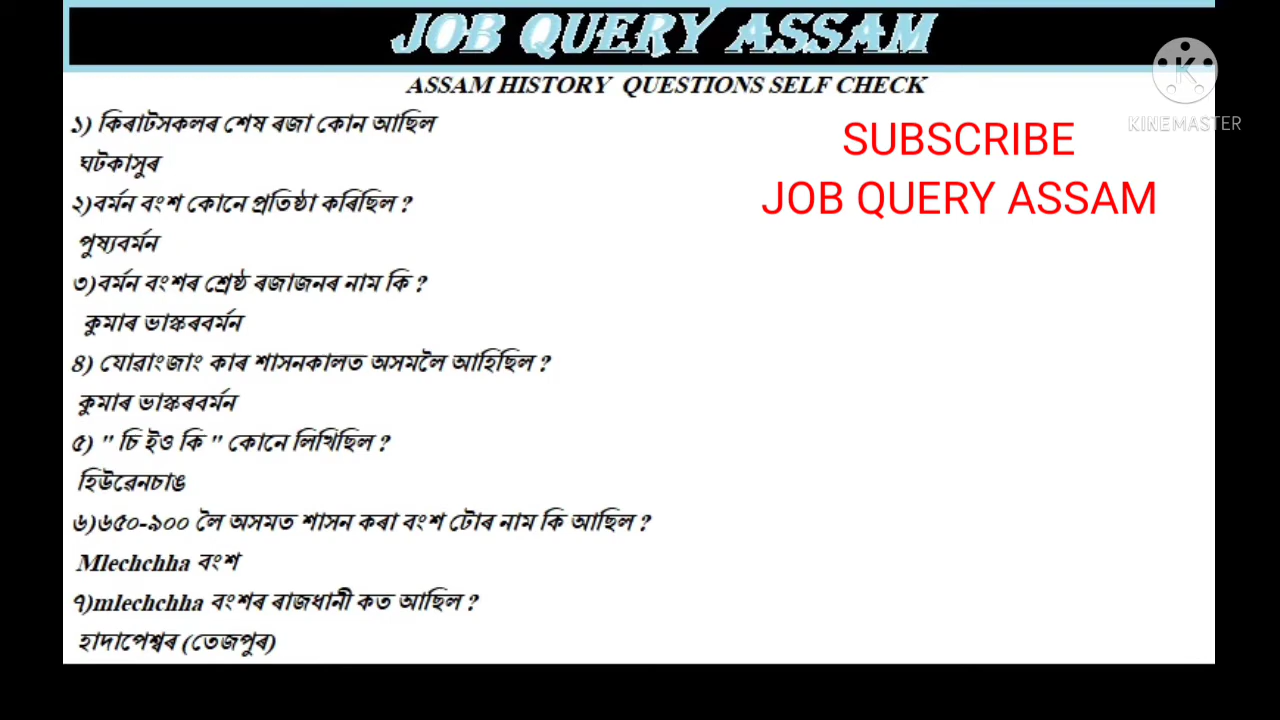 JOB QUERY ASSAM
ASSAM HISTORY QUESTIONS SELF CHECK
KINEMASTER
SUBSCRIBE
JOB QUERY ASSAM
১) কিৰাটসকলৰ শেষ ৰজা কোন আছিল
ঘটকাসুৰ
২)বৰ্মন বংশ কোনে প্ৰতিষ্ঠা কৰিছিল ?
পুষ্যবৰ্মন
৩)বৰ্মন বংশৰ শ্ৰেষ্ঠ ৰজাজনৰ নাম কি ?
কুমাৰ ভাস্কৰবৰ্মন
৪) যোৱাংজাং কাৰ শাসনকালত অসমলৈ আহিছিল ?
কুমাৰ ভাস্কৰবৰ্মন
৫) " চি ইও কি " কোনে লিখিছিল ?
হিউৱেনচাঙ
৬)৬৫০-৯০০ লৈ অসমত শাসন কৰা বংশ টোৰ নাম কি আছিল ?
Mlechchha বংশ
৭)mlechchha বংশৰ ৰাজধানী কত আছিল ?
হাদাপেশ্বৰ (তেজপুৰ)